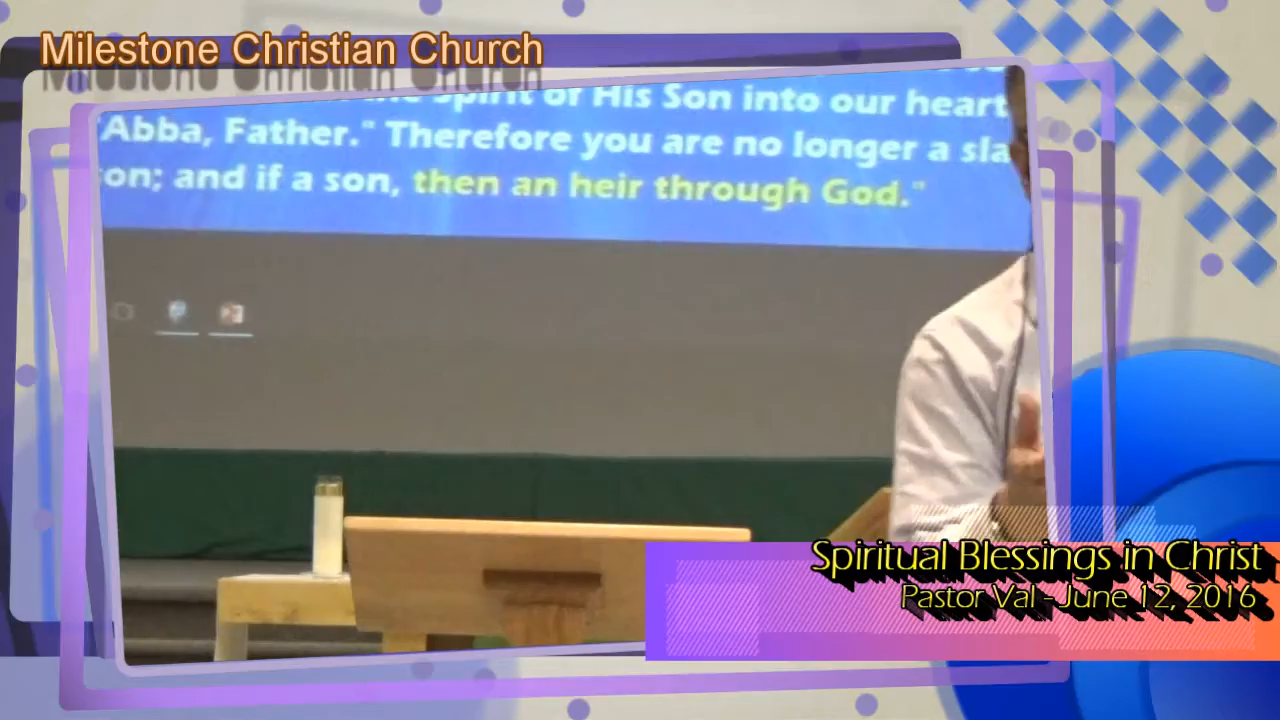 Milestone Christian Church
the Spirit of His Son into our heart
"Abba, Father." Therefore you are no longer a sla
on; and if a son, then an heir through God."
Spiritual Blessings in Christ
Pastor Val - June 12, 2016